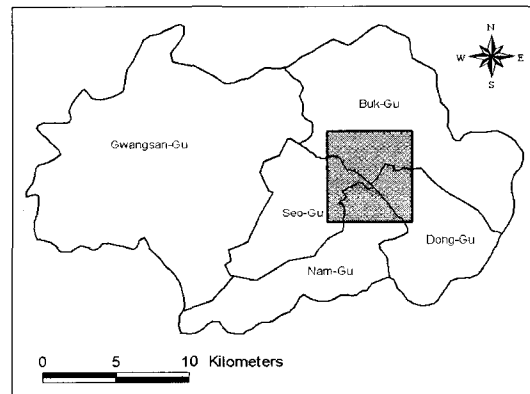 N
W E
S
Buk-Gu
Gwangsan-Gu
Seo-Gu
Dong-Gu
Nam-Gu
0 5 10 Kilometers